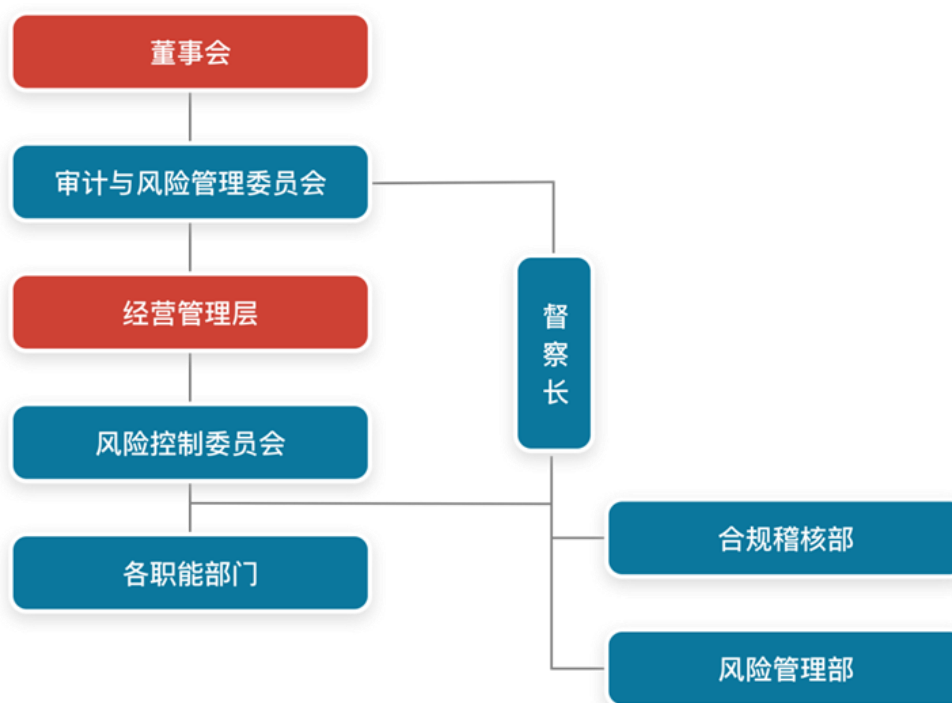 董事会
审计与风险管理委员会
经营管理层
督察长
风险控制委员会
合规稽核部
各职能部门
风险管理部